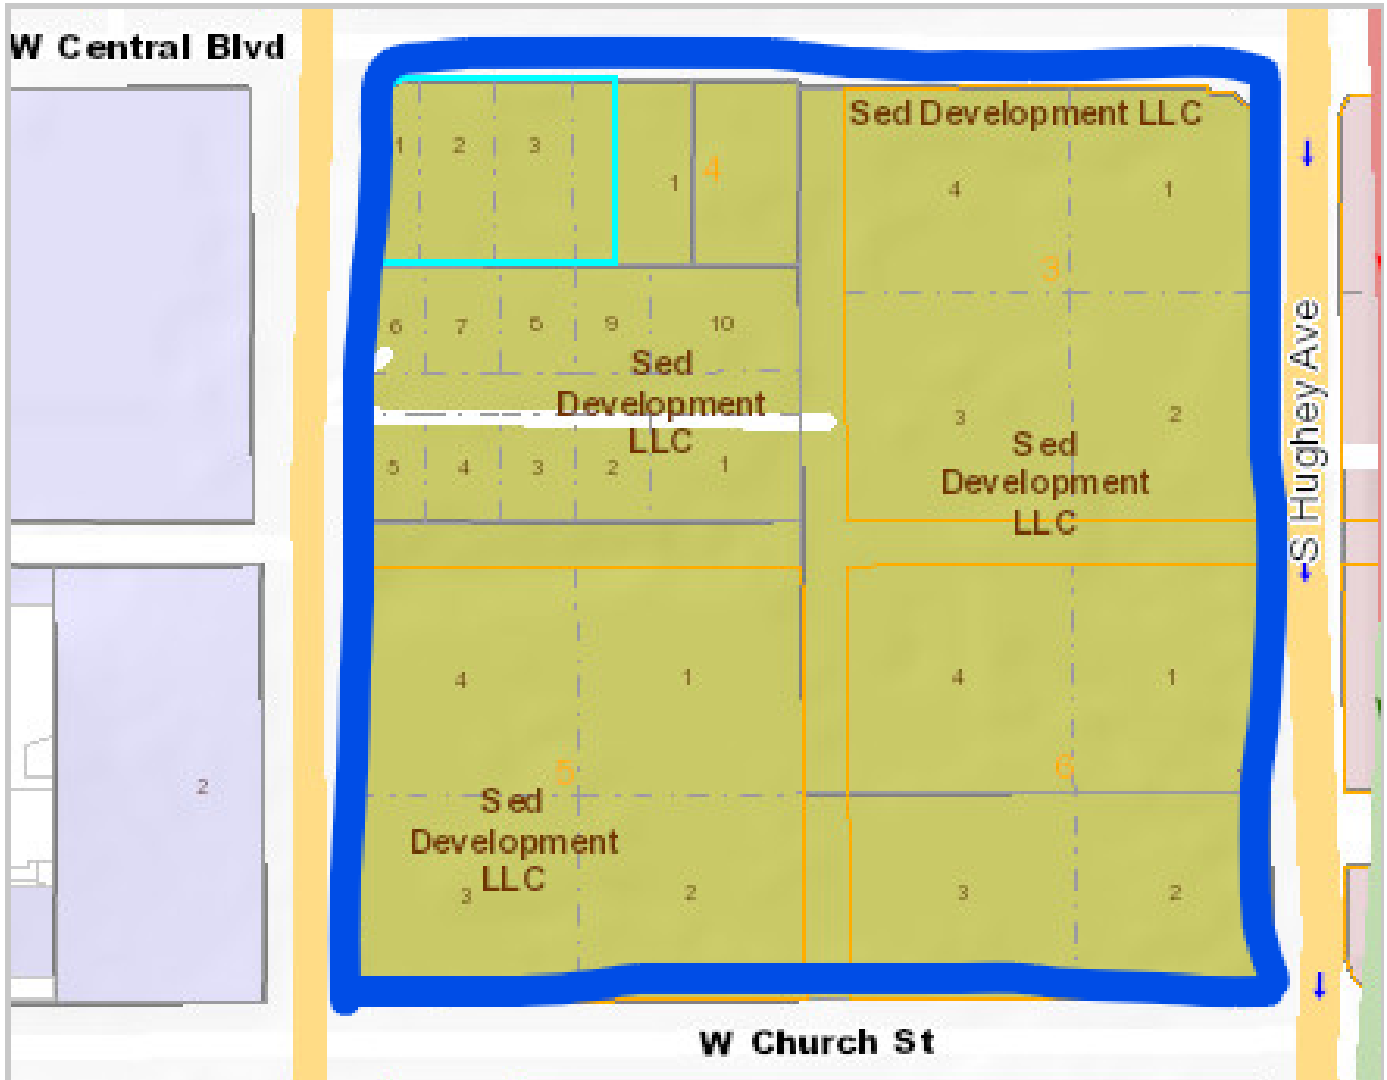 W Central Blvd
Sed Development LLC
1 2 3 1 4
4 1
3
6 7 8 9 10
Sed
Development
LLC
5 4 3 2 1
3 2
Sed
Development
LLC
S Hughey Ave
4 1 4 1
2
5 6
Sed
Development
LLC
3 2 3 2
W Church St